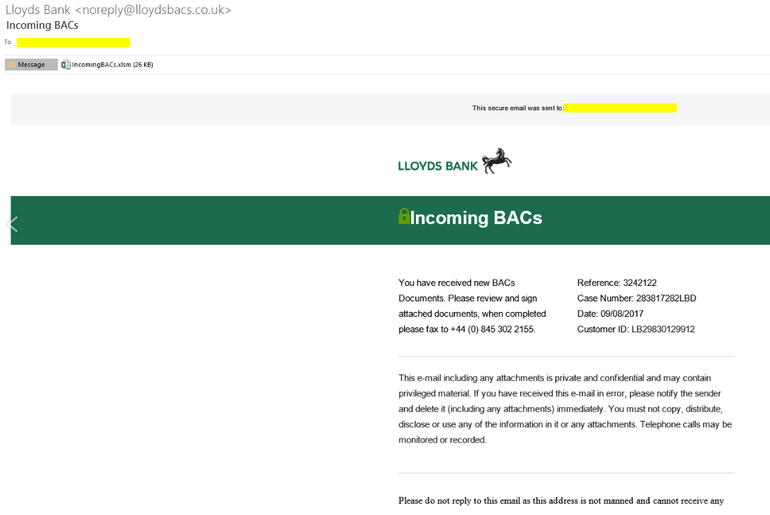 Lloyds Bank <noreply@lloydsbacs.co.uk>
Incoming BACs
To
Message IncomingBACs.xlsm (26 KB)
This secure email was sent to:
LLOYDS BANK
Incoming BACs
You have received new BACs
Documents. Please review and sign
attached documents, when completed
please fax to +44 (0) 845 302 2155.
Reference: 3242122
Case Number: 283817282LBD
Date: 09/08/2017
Customer ID: LB29830129912
This e-mail including any attachments is private and confidential and may contain
privileged material. If you have received this e-mail in error, please notify the sender
and delete it (including any attachments) immediately. You must not copy, distribute,
disclose or use any of the information in it or any attachments. Telephone calls may be
monitored or recorded.
Please do not reply to this email as this address is not manned and cannot receive any